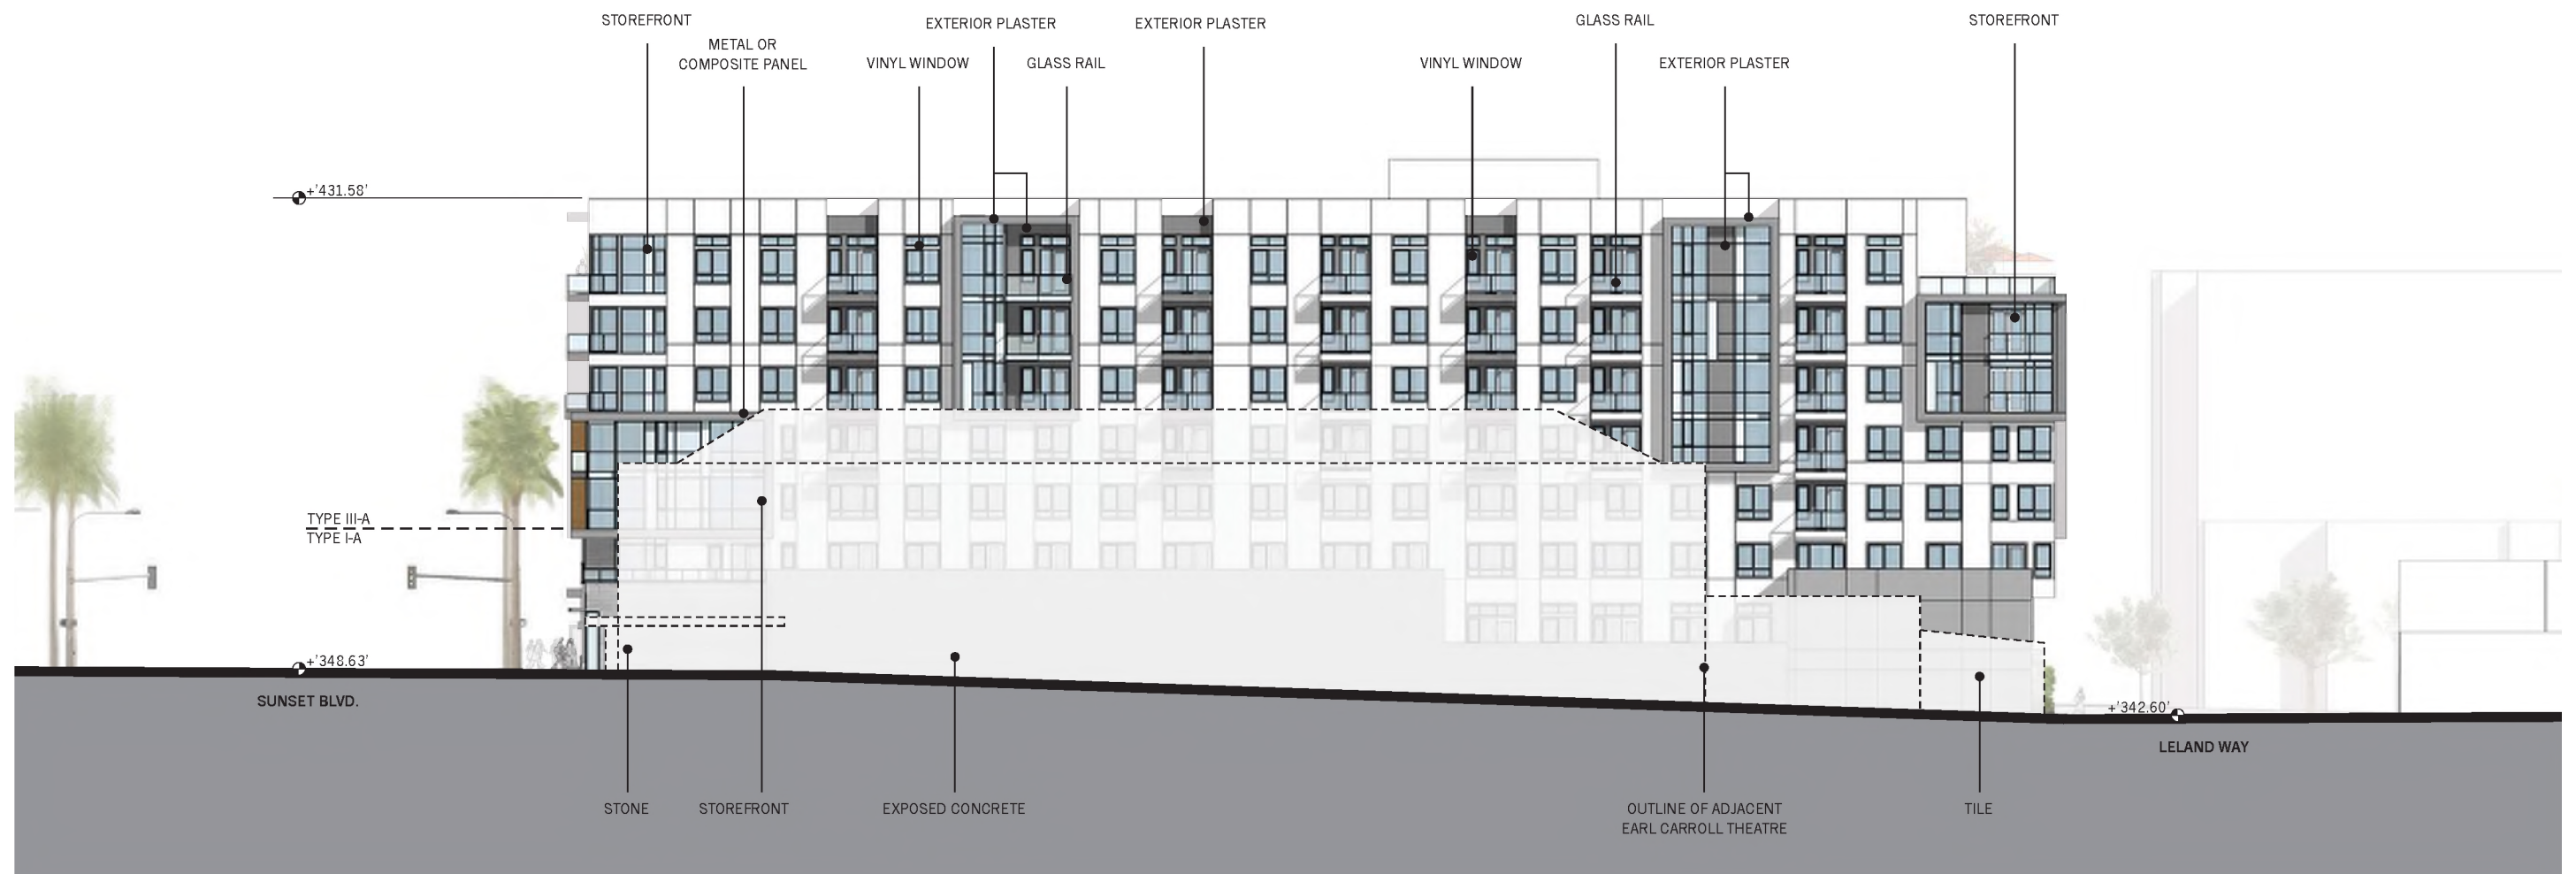 STOREFRONT
EXTERIOR PLASTER
EXTERIOR PLASTER
GLASS RAIL
STOREFRONT
METAL OR
COMPOSITE PANEL
VINYL WINDOW
GLASS RAIL
VINYL WINDOW
EXTERIOR PLASTER
+'431.58'
TYPE III-A
TYPE I-A
+'348.63'
SUNSET BLVD.
+'342.60'
LELAND WAY
STONE
STOREFRONT
EXPOSED CONCRETE
OUTLINE OF ADJACENT
EARL CARROLL THEATRE
TILE